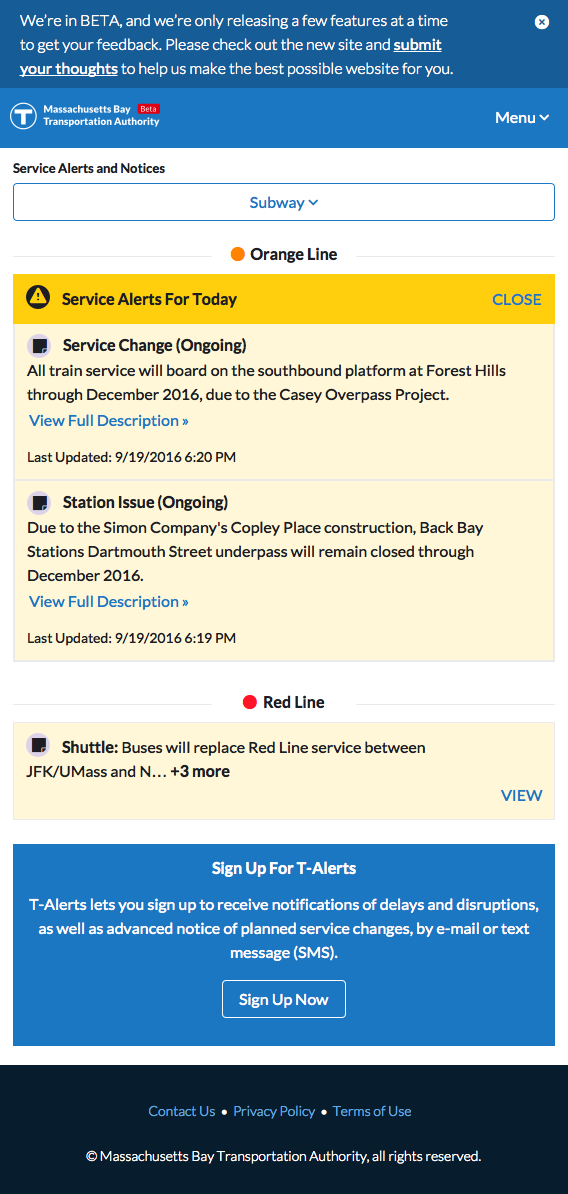 We're in BETA, and we're only releasing a few features at a time
to get your feedback. Please check out the new site and submit
your thoughts to help us make the best possible website for you.
Massachusetts Bay Beta
Transportation Authority
T
Menu
Service Alerts and Notices
Subway
Orange Line
Service Alerts For Today
CLOSE
Service Change (Ongoing)
All train service will board on the southbound platform at Forest Hills
through December 2016, due to the Casey Overpass Project.
View Full Description »
Last Updated: 9/19/2016 6:20 PM
Station Issue (Ongoing)
Due to the Simon Company's Copley Place construction, Back Bay
Stations Dartmouth Street underpass will remain closed through
December 2016.
View Full Description »
Last Updated: 9/19/2016 6:19 PM
Red Line
Shuttle: Buses will replace Red Line service between
JFK/UMass and N… +3 more
VIEW
Sign Up For T-Alerts
T-Alerts lets you sign up to receive notifications of delays and disruptions,
as well as advanced notice of planned service changes, by e-mail or text
message (SMS).
Sign Up Now
Contact Us • Privacy Policy • Terms of Use
© Massachusetts Bay Transportation Authority, all rights reserved.